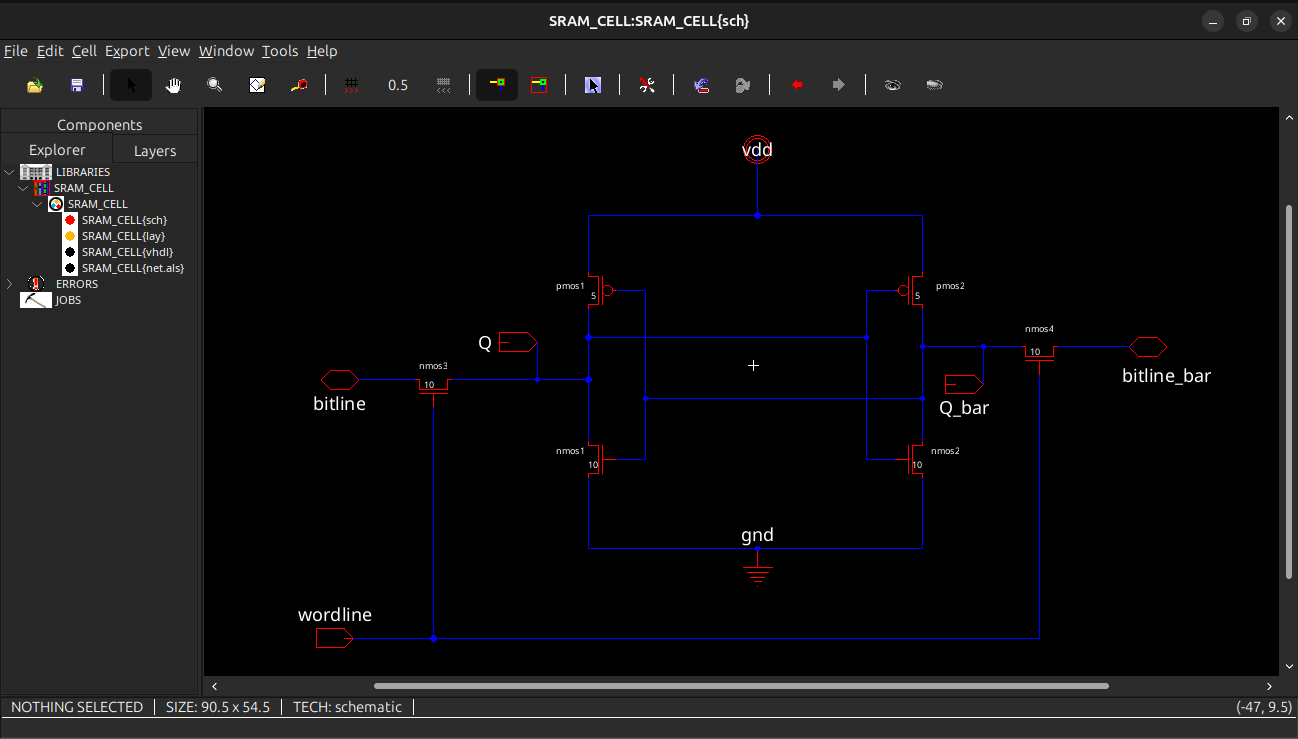 SRAM_CELL:SRAM_CELL{sch}
File Edit Cell Export View Window Tools Help
0.5
Components
Explorer Layers
LIBRARIES
SRAM_CELL
SRAM_CELL
SRAM_CELL{sch}
SRAM_CELL{lay}
SRAM_CELL{vhdl}
SRAM_CELL{net.als}
ERRORS
JOBS
vdd
pmos1
5
pmos2
5
Q
nmos4
10
nmos3
10
bitline
bitline_bar
Q_bar
nmos1
10
nmos2
10
gnd
wordline
NOTHING SELECTED SIZE: 90.5 x 54.5 TECH: schematic (-47, 9.5)